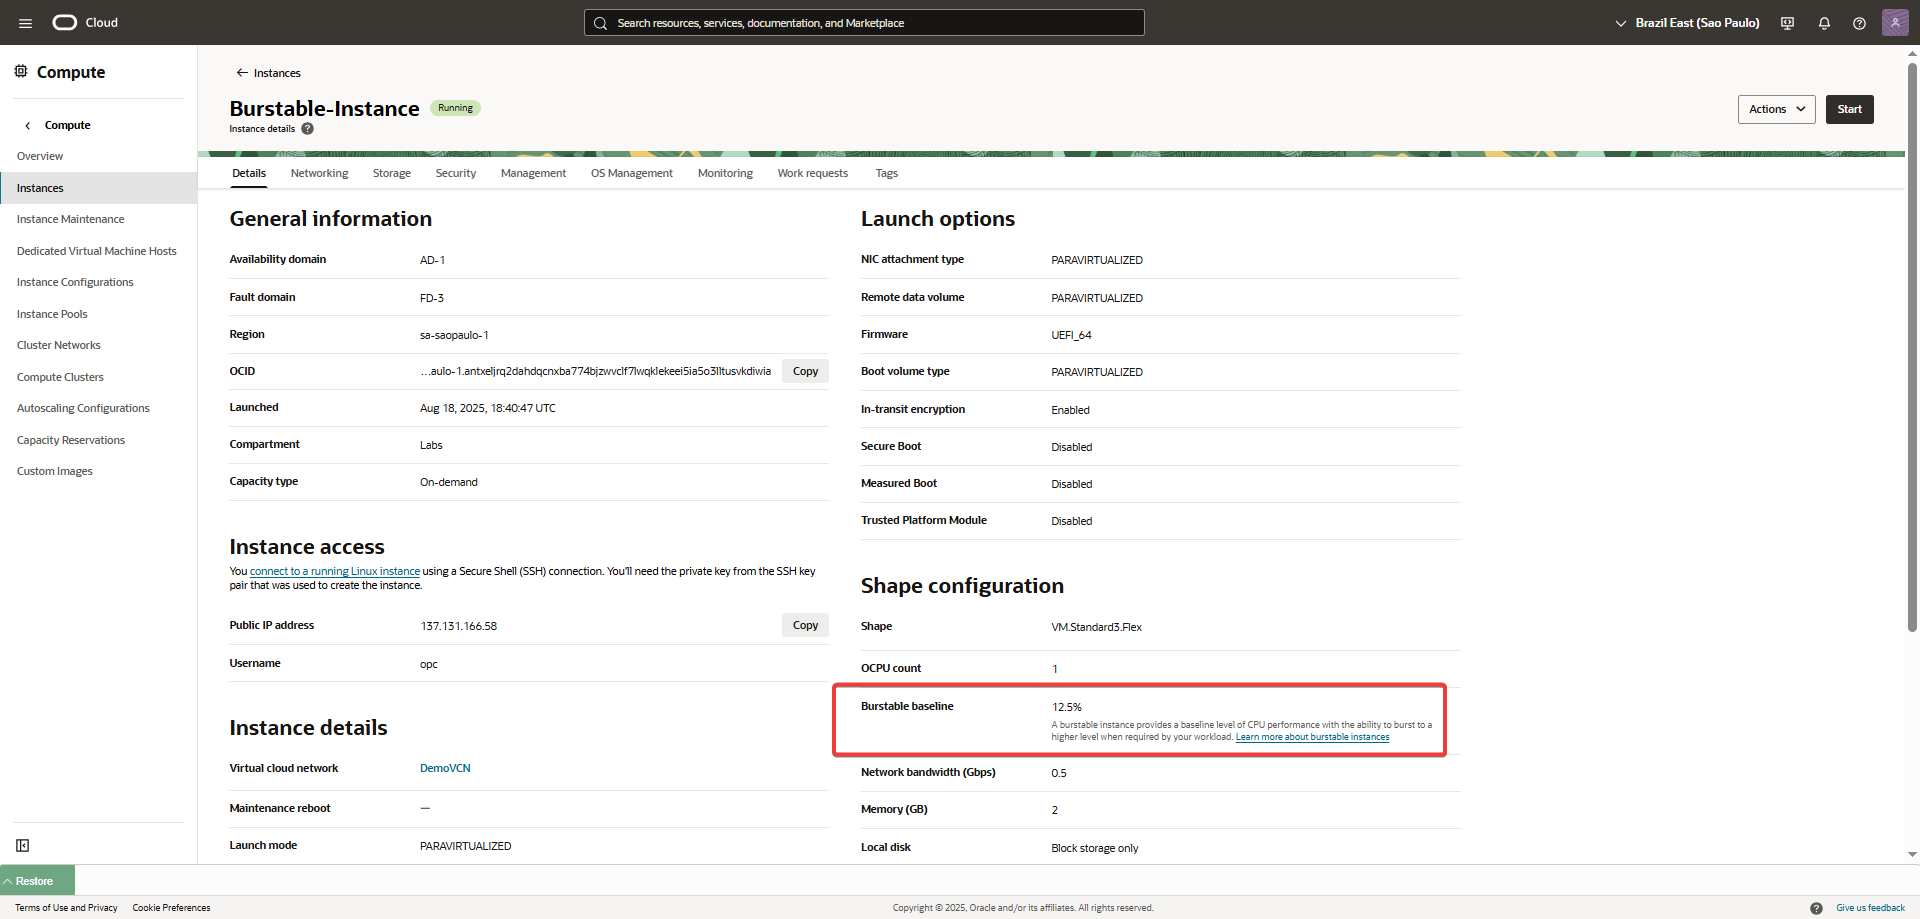 Cloud
Search resources, services, documentation, and Marketplace
Brazil East (Sao Paulo)
Compute
Compute
Overview
Instances
Instance Maintenance
Dedicated Virtual Machine Hosts
Instance Configurations
Instance Pools
Cluster Networks
Compute Clusters
Autoscaling Configurations
Capacity Reservations
Custom Images
Instances
Burstable-Instance Running
Instance details
Actions
Start
Details Networking Storage Security Management OS Management Monitoring Work requests Tags
General information
Availability domain AD-1
Fault domain FD-3
Region sa-saopaulo-1
OCID ...aulo-1.antxeljrq2dahdqcnxba774bjzwvclf7lwqklekeei5ia5o3lltusvkdiwia Copy
Launched Aug 18, 2025, 18:40:47 UTC
Compartment Labs
Capacity type On-demand
Instance access
You connect to a running Linux instance using a Secure Shell (SSH) connection. You'll need the private key from the SSH key
pair that was used to create the instance.
Public IP address 137.131.166.58 Copy
Username opc
Instance details
Virtual cloud network DemoVCN
Maintenance reboot —
Launch mode PARAVIRTUALIZED
Launch options
NIC attachment type PARAVIRTUALIZED
Remote data volume PARAVIRTUALIZED
Firmware UEFI_64
Boot volume type PARAVIRTUALIZED
In-transit encryption Enabled
Secure Boot Disabled
Measured Boot Disabled
Trusted Platform Module Disabled
Shape configuration
Shape VM.Standard3.Flex
OCPU count 1
Burstable baseline 12.5%
A burstable instance provides a baseline level of CPU performance with the ability to burst to a
higher level when required by your workload. Learn more about burstable instances
Network bandwidth (Gbps) 0.5
Memory (GB) 2
Local disk Block storage only
Restore
Terms of Use and Privacy Cookie Preferences
Copyright © 2025, Oracle and/or its affiliates. All rights reserved.
Give us feedback